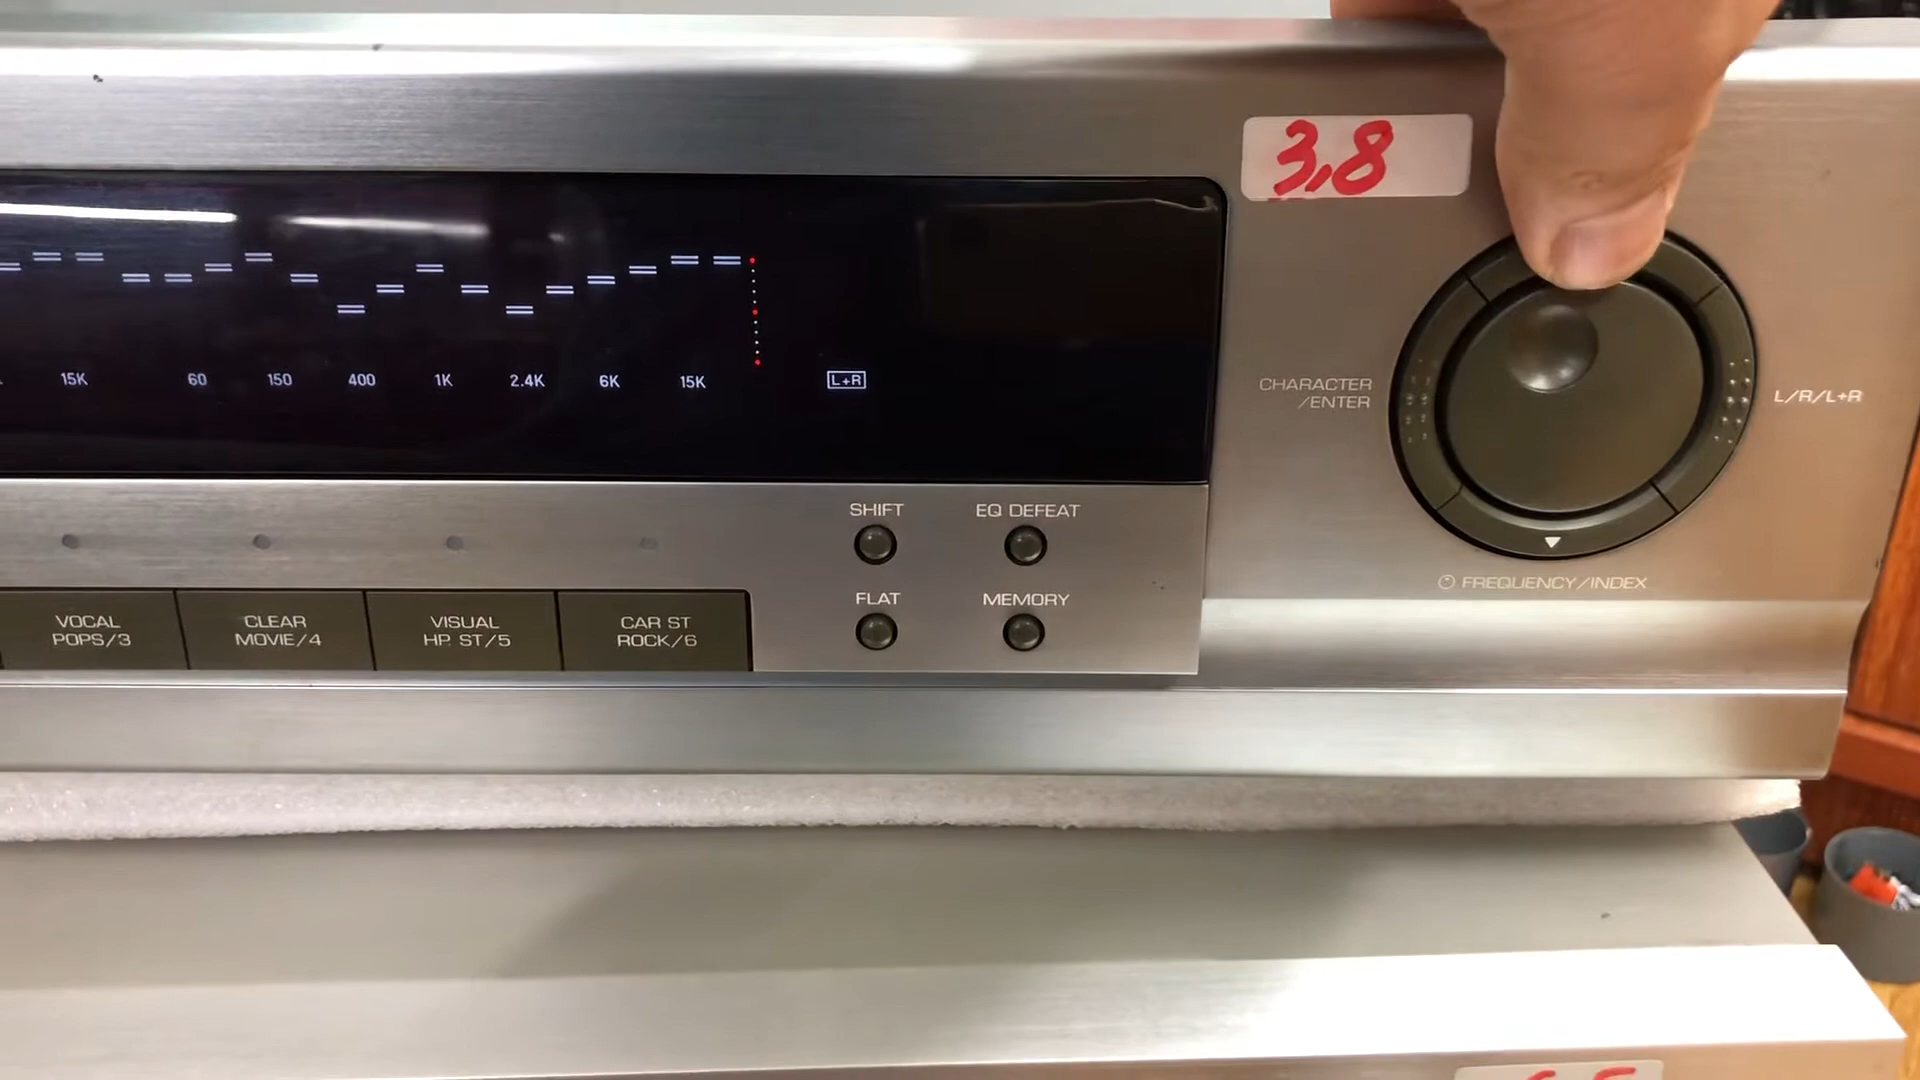 3,8
15K
60 150 400 1K 2.4K 6K 15K
L+R
CHARACTER
/ENTER
L/R/L+R
FREQUENCY/INDEX
SHIFT
EQ DEFEAT
FLAT
MEMORY
VOCAL
POPS/3
CLEAR
MOVIE/4
VISUAL
HP. ST/5
CAR ST
ROCK/6